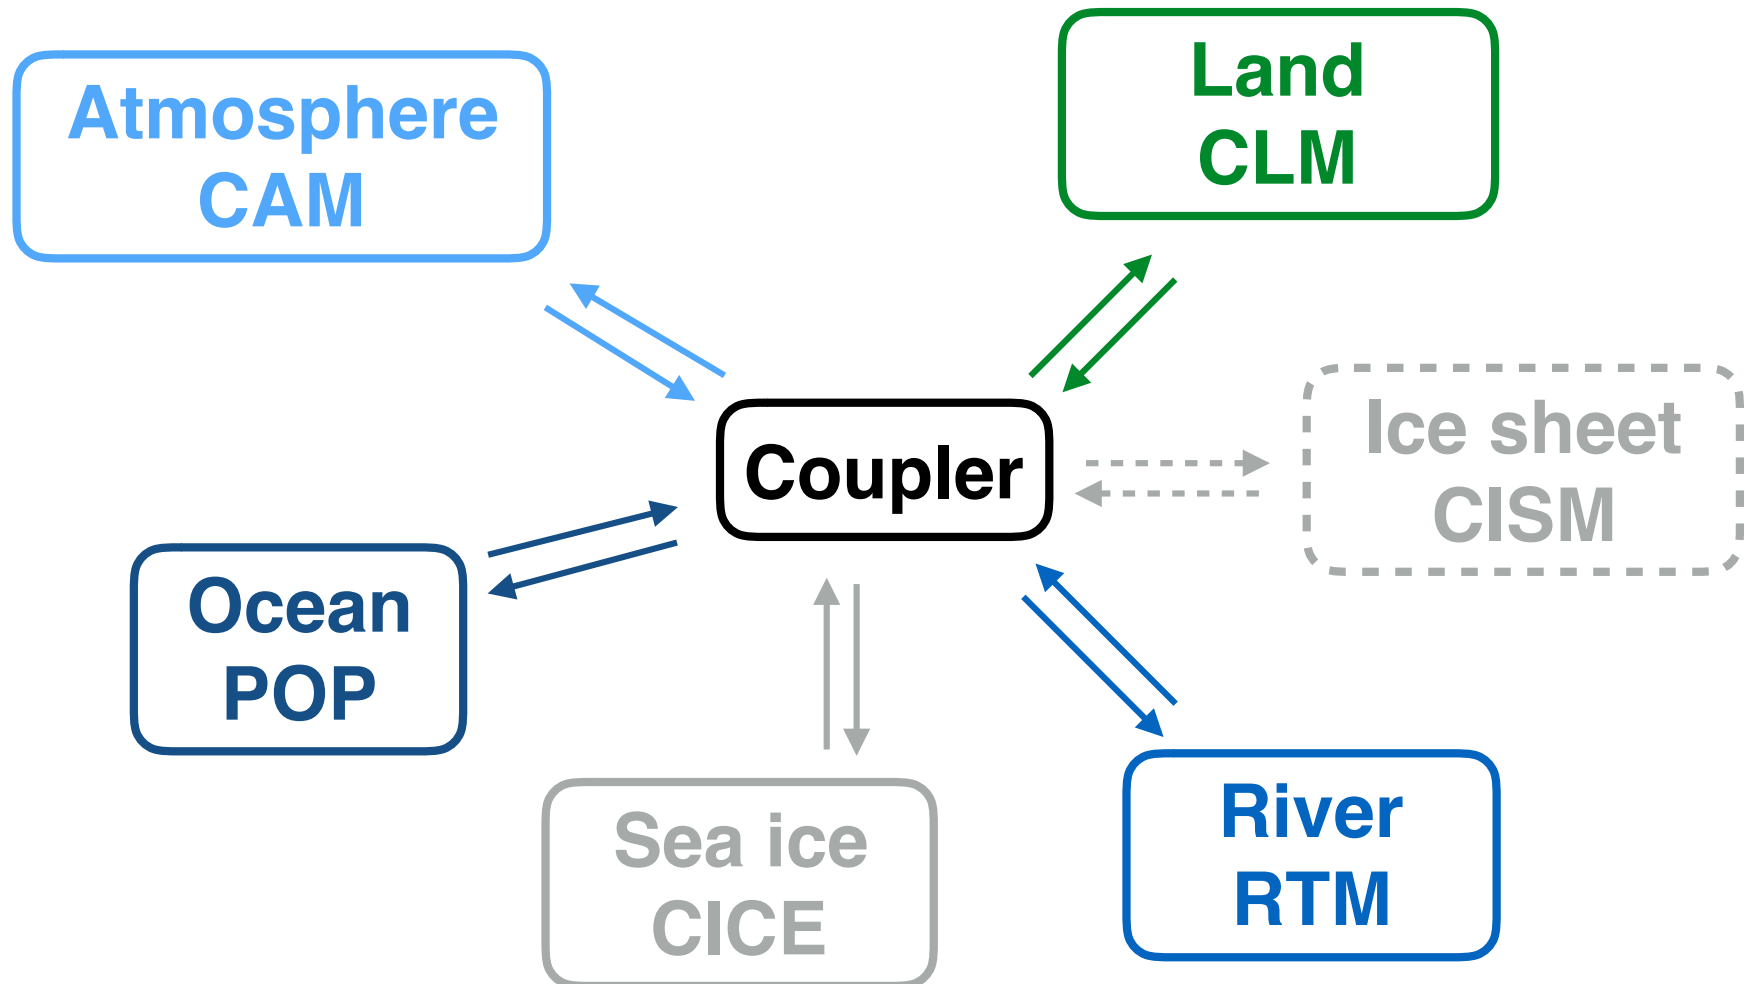 Atmosphere
CAM
Land
CLM
Coupler
Ice sheet
CISM
Ocean
POP
Sea ice
CICE
River
RTM